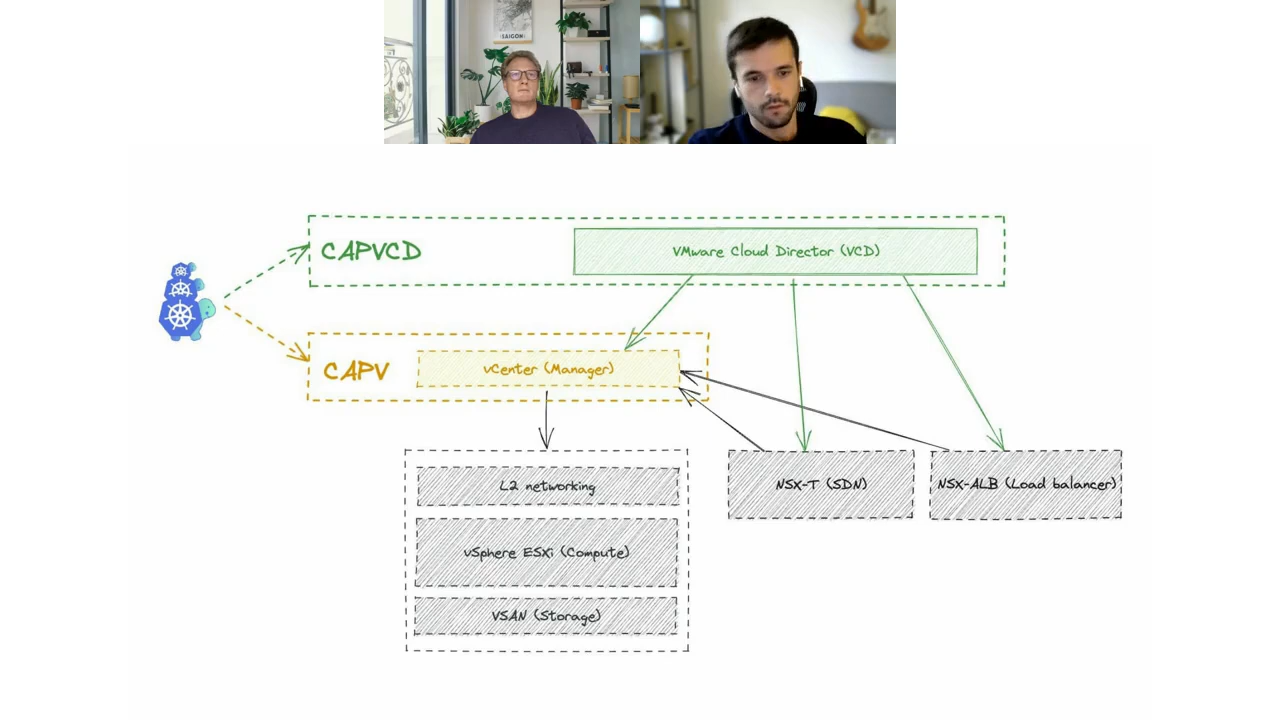 SAIGON
CAPVCD
VMware Cloud Director (VCD)
CAPV
vCenter (Manager)
L2 networking
NSX-T (SDN)
NSX-ALB (Load balancer)
vSphere ESXi (Compute)
VSAN (Storage)